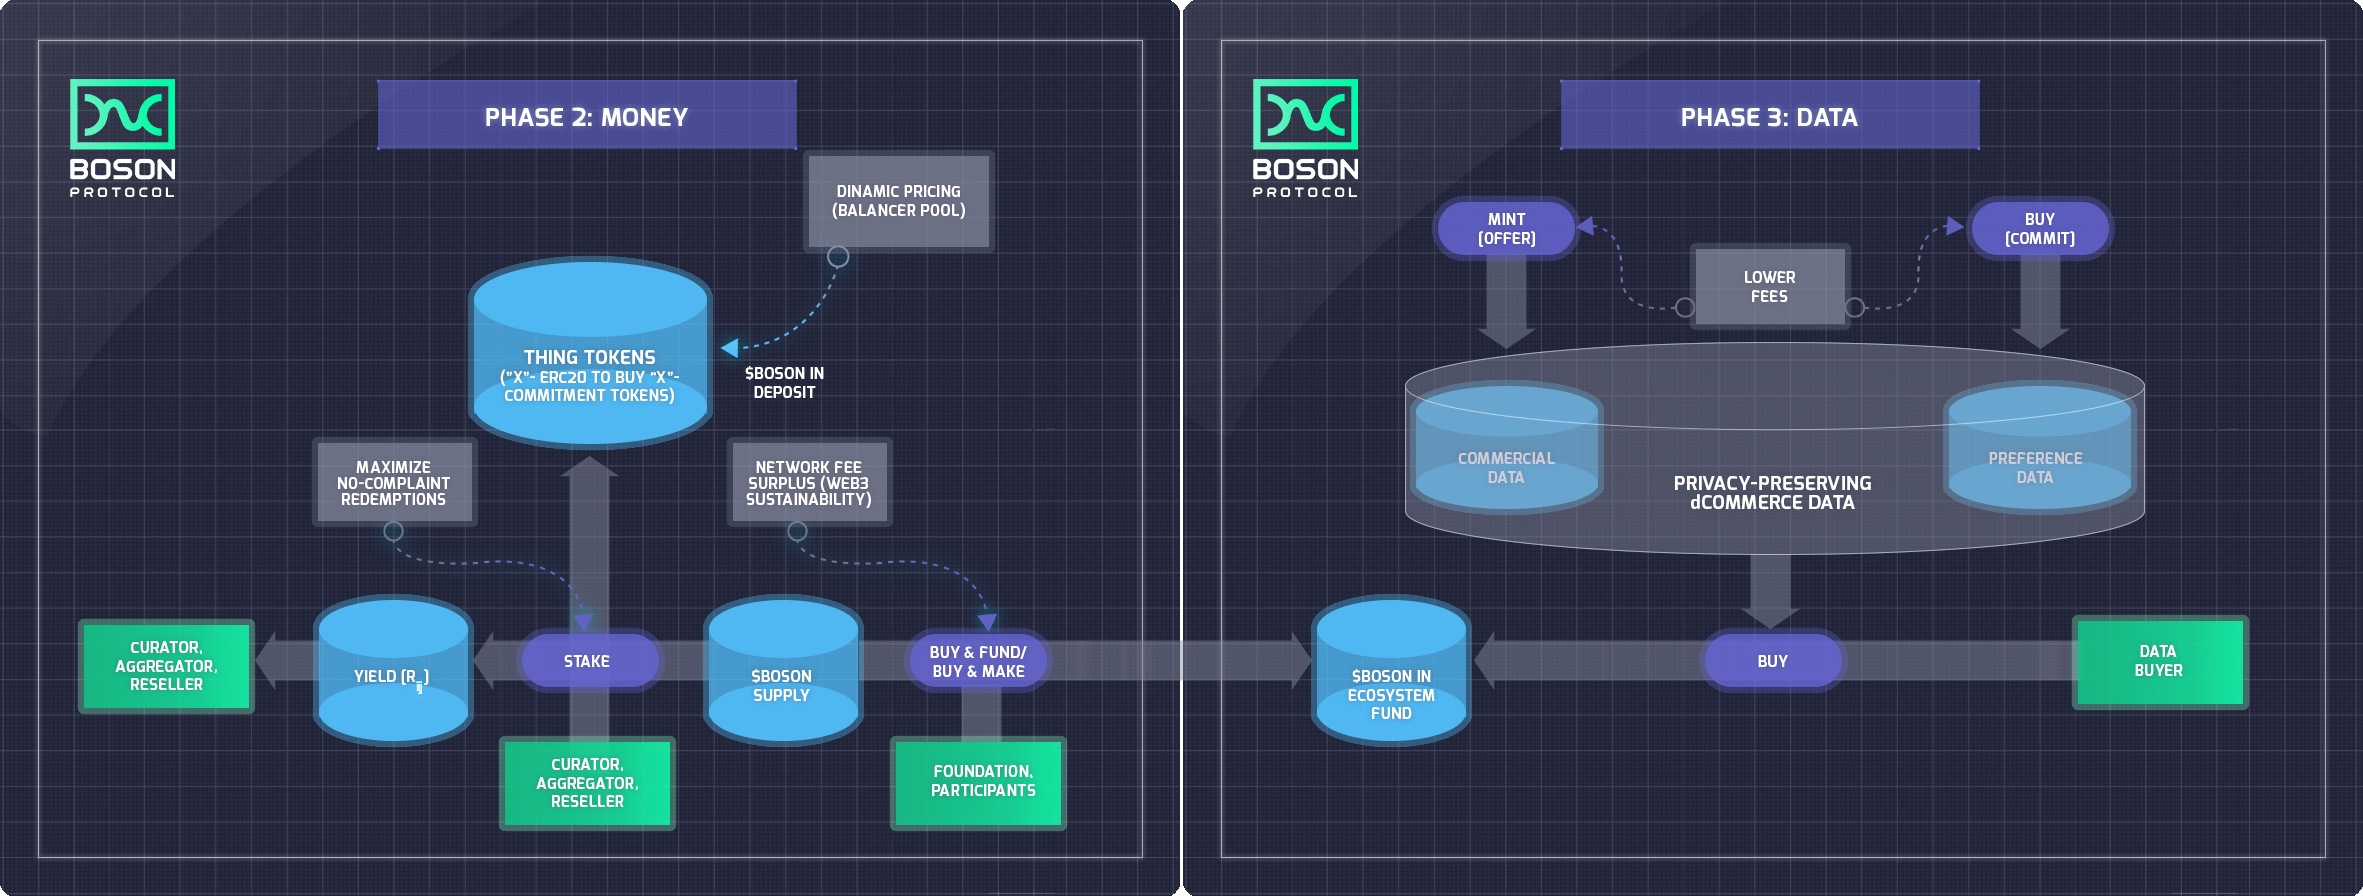 BOSON
PROTOCOL
PHASE 2: MONEY
DINAMIC PRICING
(BALANCER POOL)
THING TOKENS
("X"- ERC20 TO BUY "X"-
COMMITMENT TOKENS)
$BOSON IN
DEPOSIT
MAXIMIZE
NO-COMPLAINT
REDEMPTIONS
NETWORK FEE
SURPLUS (WEB3
SUSTAINABILITY)
CURATOR,
AGGREGATOR,
RESELLER
YIELD [Rij]
STAKE
$BOSON
SUPPLY
BUY & FUND/
BUY & MAKE
CURATOR,
AGGREGATOR,
RESELLER
FOUNDATION,
PARTICIPANTS
BOSON
PROTOCOL
PHASE 3: DATA
MINT
[OFFER]
BUY
[COMMIT]
LOWER
FEES
COMMERCIAL
DATA
PRIVACY-PRESERVING
dCOMMERCE DATA
PREFERENCE
DATA
$BOSON IN
ECOSYSTEM
FUND
BUY
DATA
BUYER